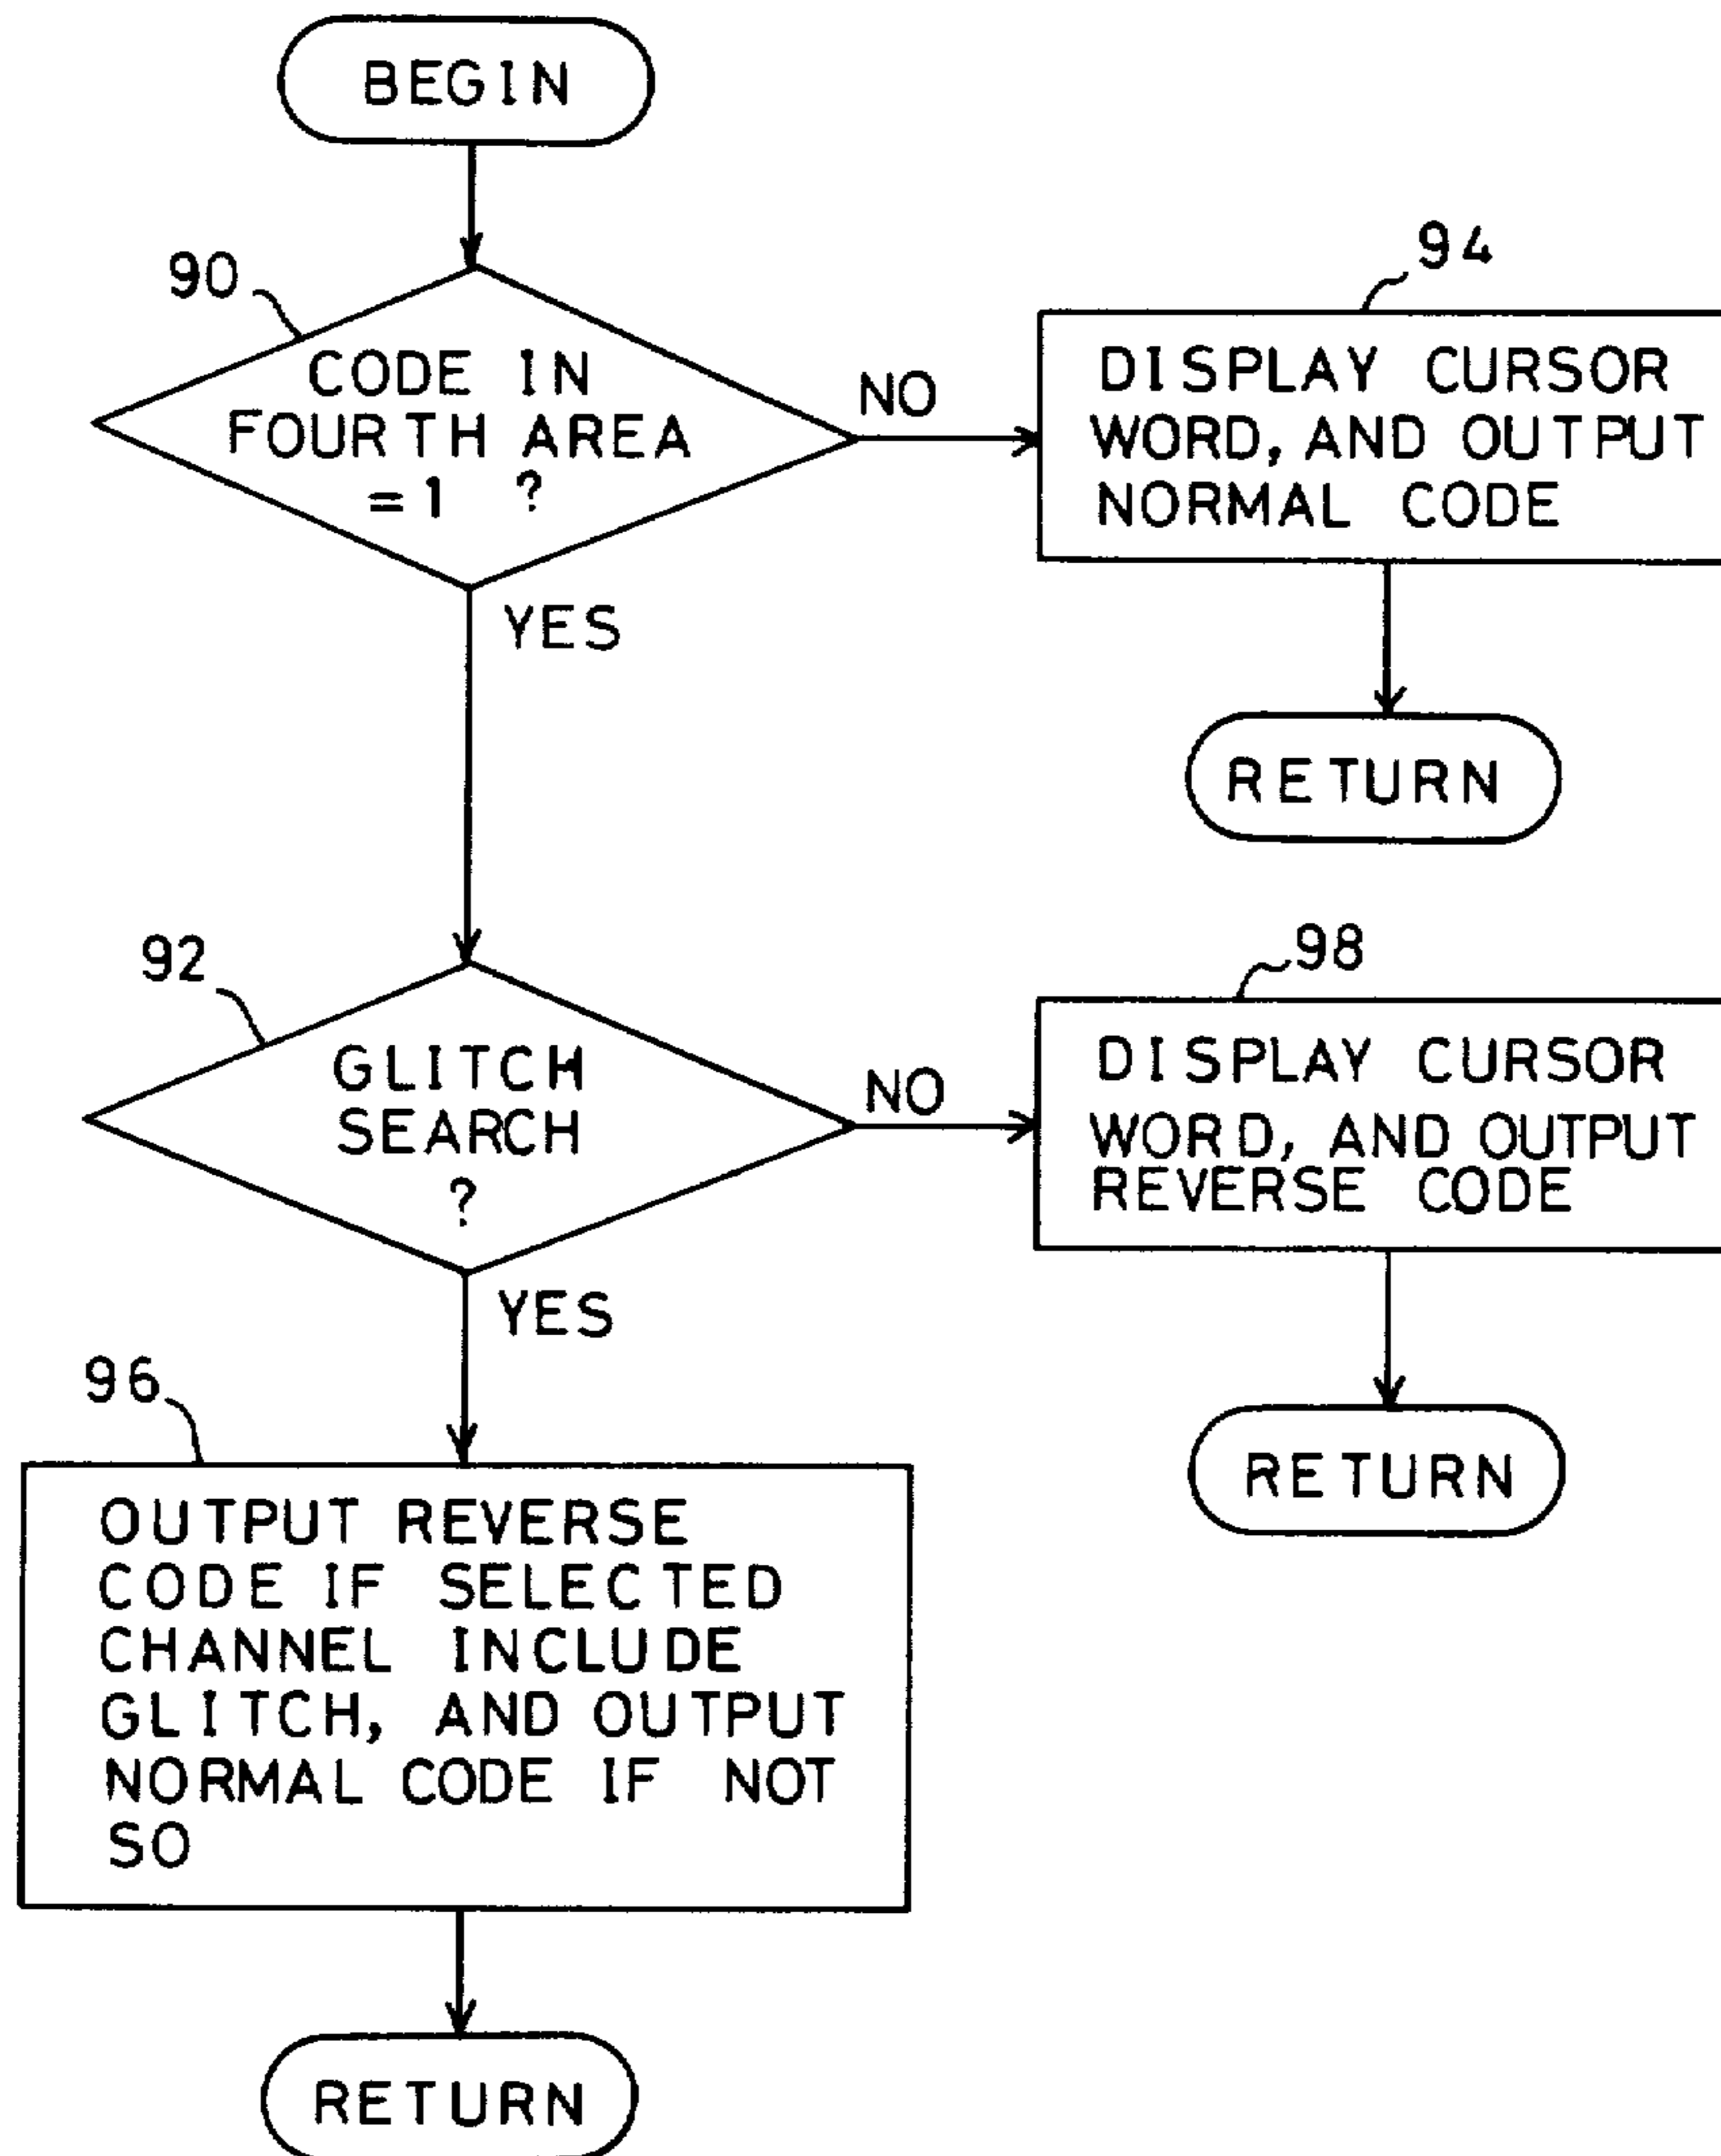 BEGIN
90
CODE IN
FOURTH AREA
=1 ?
NO
94
DISPLAY CURSOR
WORD, AND OUTPUT
NORMAL CODE
YES
RETURN
92
GLITCH
SEARCH
?
NO
98
DISPLAY CURSOR
WORD, AND OUTPUT
REVERSE CODE
YES
RETURN
96
OUTPUT REVERSE
CODE IF SELECTED
CHANNEL INCLUDE
GLITCH, AND OUTPUT
NORMAL CODE IF NOT
SO
RETURN